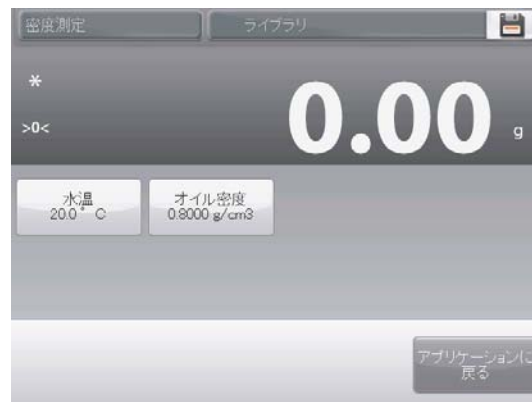 密度測定
ライブラリ
*
>0<
0.00 g
水温
20.0° C
オイル密度
0.8000 g/cm3
アプリケーションに
戻る